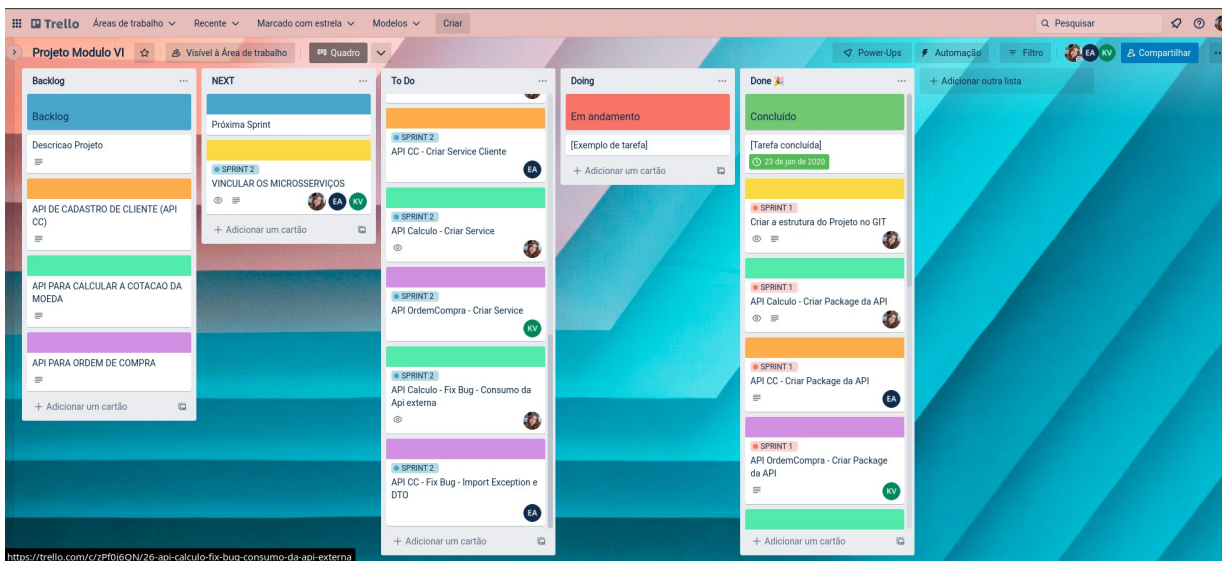 Trello
Áreas de trabalho
Recente
Marcado com estrela
Modelos
Criar
Pesquisar
Projeto Modulo VI
Visível à Área de trabalho
Quadro
Power-Ups
Automação
Filtro
EA
KV
Compartilhar
Backlog
Backlog
Descricao Projeto
API DE CADASTRO DE CLIENTE (API
CC)
API PARA CALCULAR A COTACAO DA
MOEDA
API PARA ORDEM DE COMPRA
+ Adicionar um cartão
NEXT
Próxima Sprint
SPRINT 2
VINCULAR OS MICROSSERVIÇOS
EA
KV
+ Adicionar um cartão
To Do
SPRINT 2
API CC - Criar Service Cliente
EA
SPRINT 2
API Calculo - Criar Service
SPRINT 2
API OrdemCompra - Criar Service
KV
SPRINT 2
API Calculo - Fix Bug - Consumo da
Api externa
SPRINT 2
API CC - Fix Bug - Import Exception e
DTO
EA
+ Adicionar um cartão
Doing
Em andamento
[Exemplo de tarefa]
+ Adicionar um cartão
Done 🎉
Concluído
[Tarefa concluída]
23 de jan de 2020
SPRINT 1
Criar a estrutura do Projeto no GIT
SPRINT 1
API Calculo - Criar Package da API
SPRINT 1
API CC - Criar Package da API
EA
SPRINT 1
API OrdemCompra - Criar Package
da API
KV
+ Adicionar um cartão
+ Adicionar outra lista
https://trello.com/c/zPf0j6QN/26-api-calculo-fix-bug-consumo-da-api-externa